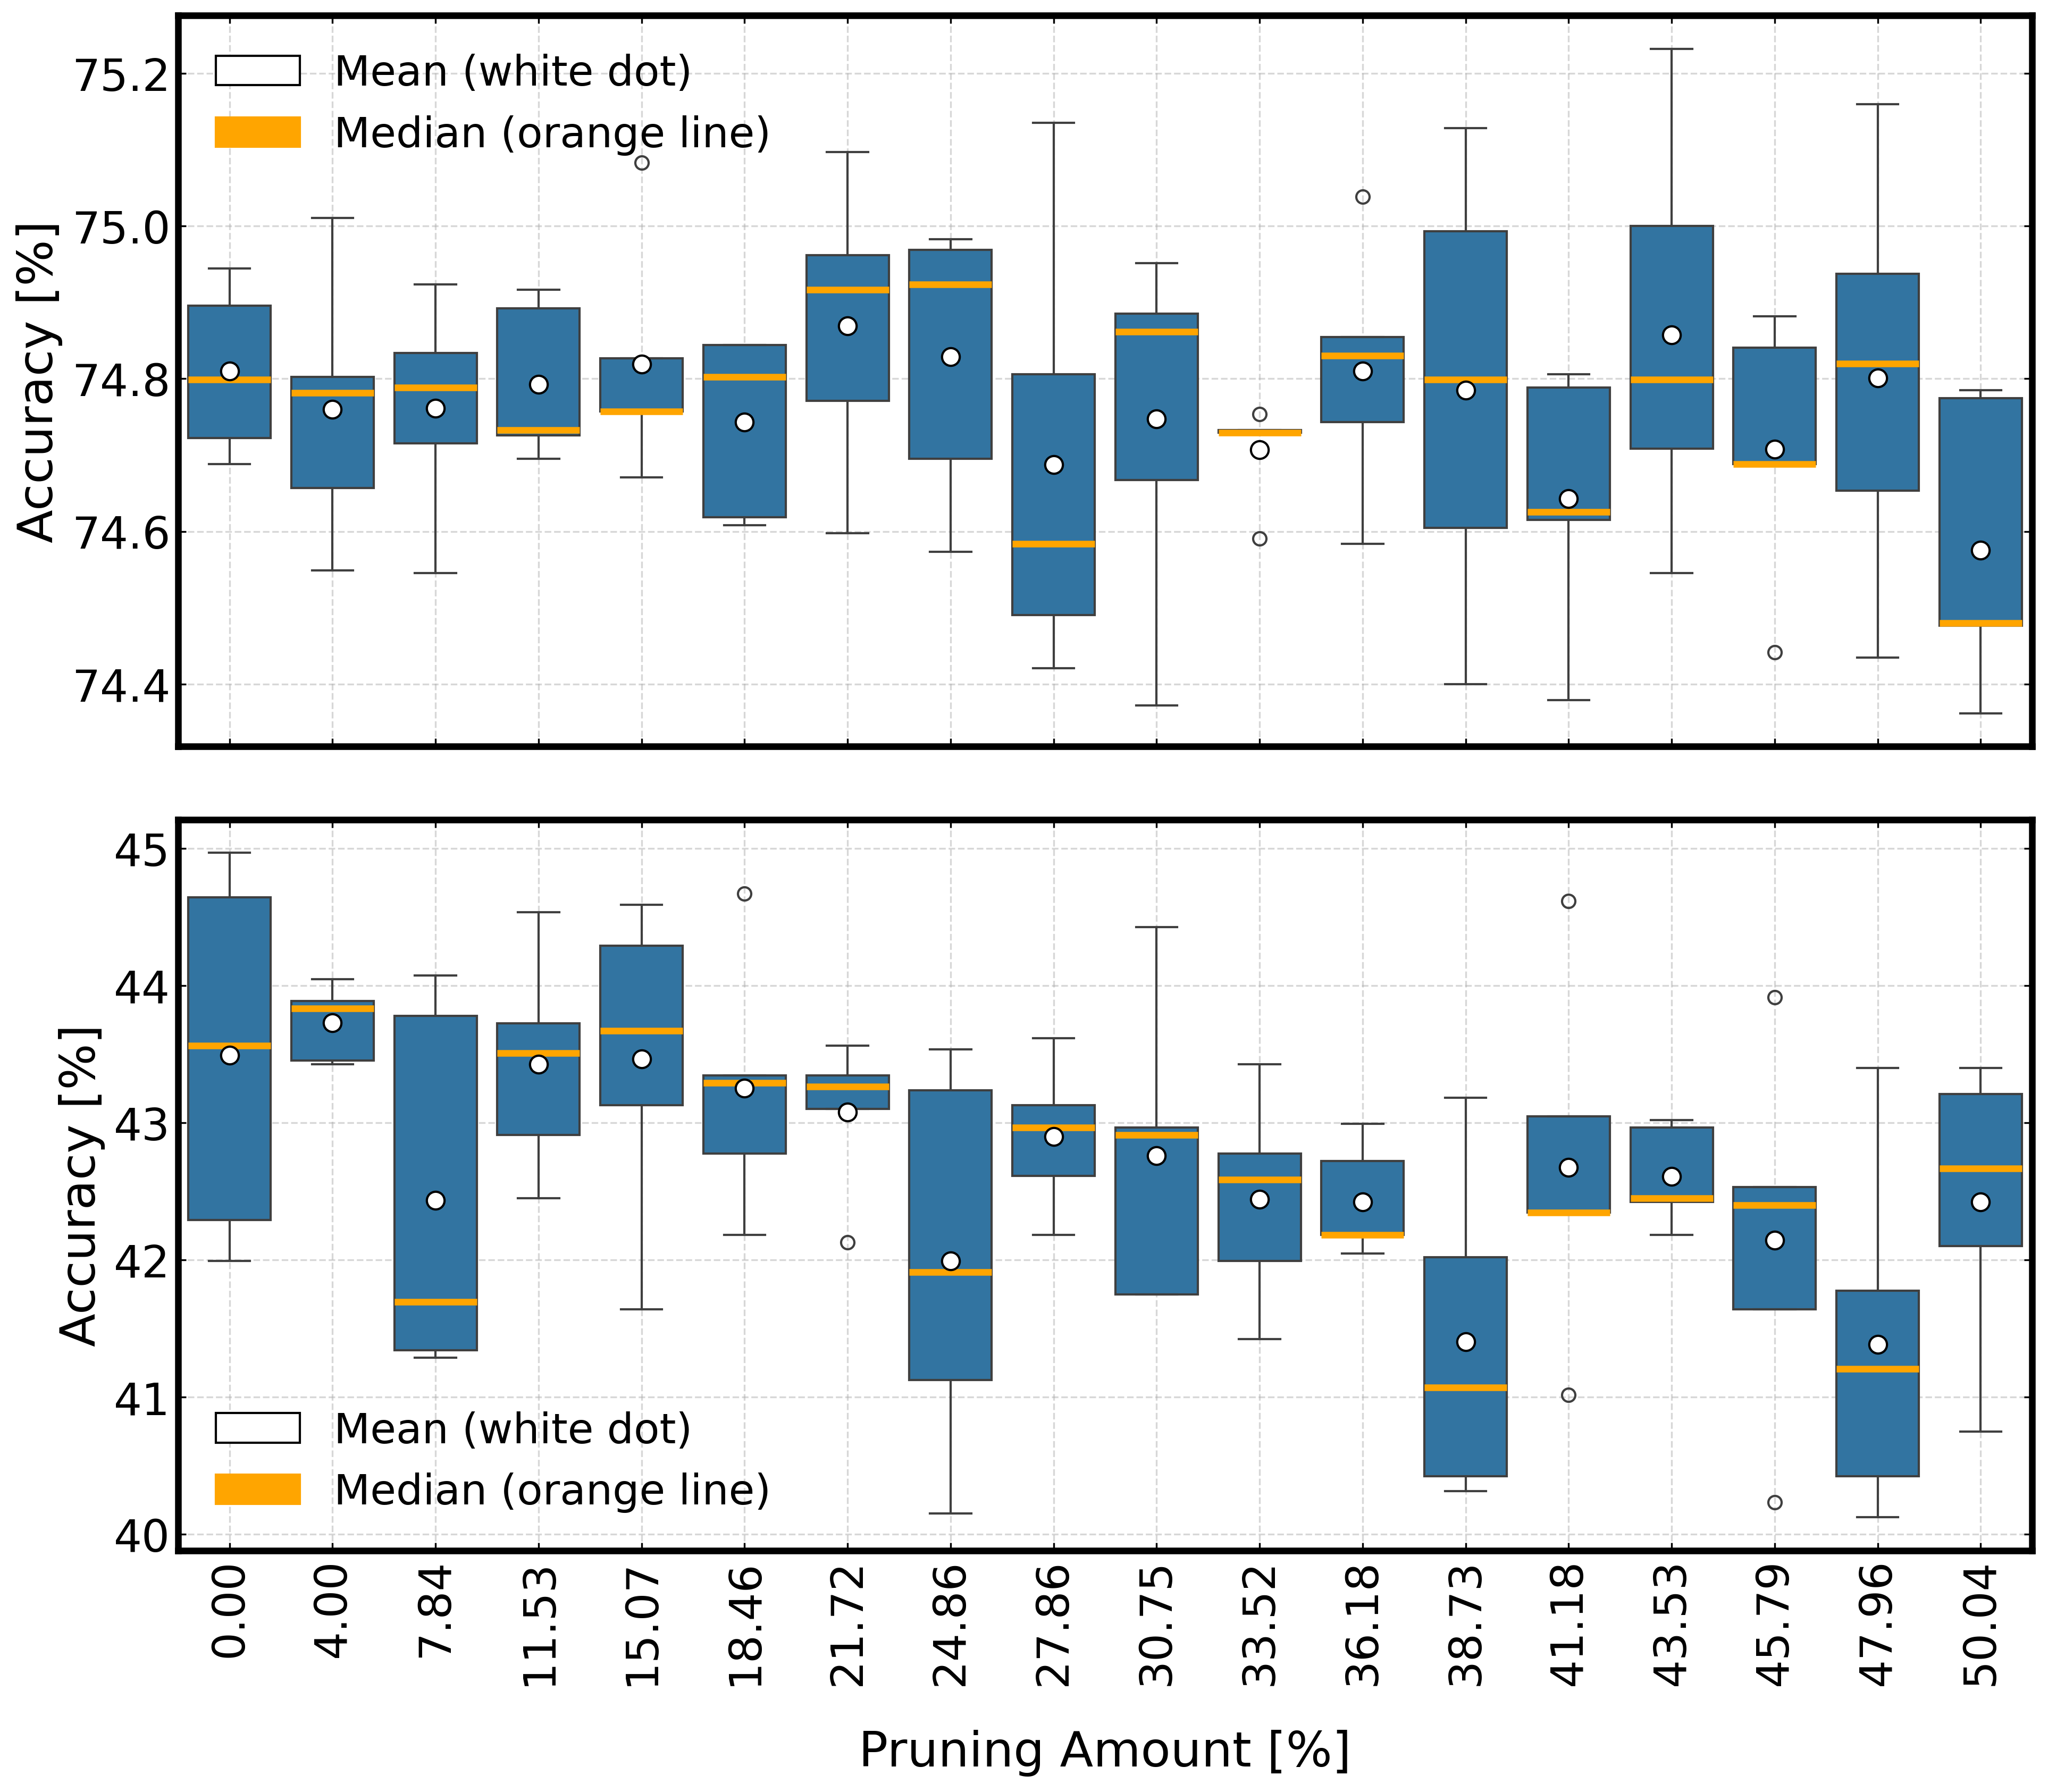 Mean (white dot)
Median (orange line)
Accuracy [%]
75.2
75.0
74.8
74.6
74.4
Accuracy [%]
45
44
43
42
41
40
Mean (white dot)
Median (orange line)
0.00 4.00 7.84 11.53 15.07 18.46 21.72 24.86 27.86 30.75 33.52 36.18 38.73 41.18 43.53 45.79 47.96 50.04
Pruning Amount [%]